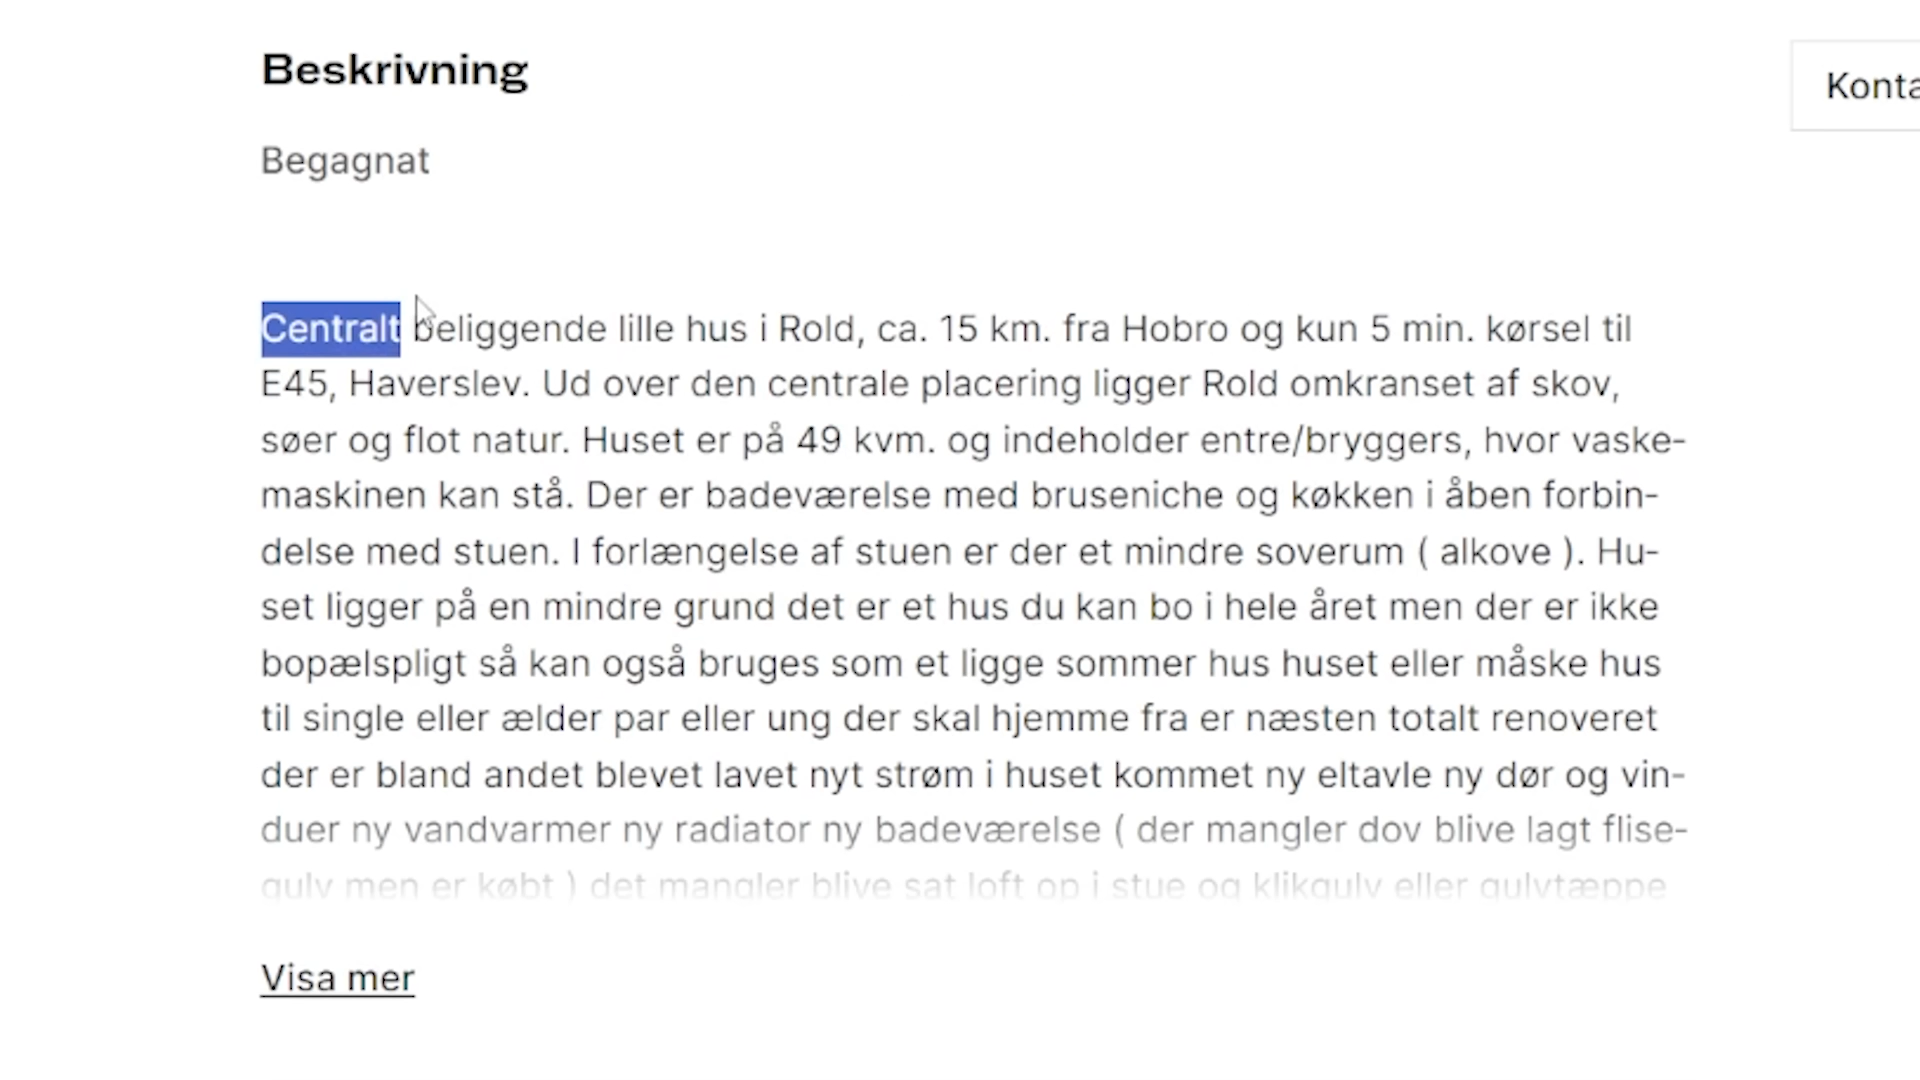 Beskrivning
Konta
Begagnat
Centralt beliggende lille hus i Rold, ca. 15 km. fra Hobro og kun 5 min. kørsel til
E45, Haverslev. Ud over den centrale placering ligger Rold omkranset af skov,
søer og flot natur. Huset er på 49 kvm. og indeholder entre/bryggers, hvor vaske-
maskinen kan stå. Der er badeværelse med bruseniche og køkken i åben forbin-
delse med stuen. I forlængelse af stuen er der et mindre soverum ( alkove ). Hu-
set ligger på en mindre grund det er et hus du kan bo i hele året men der er ikke
bopælspligt så kan også bruges som et ligge sommer hus huset eller måske hus
til single eller ælder par eller ung der skal hjemme fra er næsten totalt renoveret
der er bland andet blevet lavet nyt strøm i huset kommet ny eltavle ny dør og vin-
duer ny vandvarmer ny radiator ny badeværelse ( der mangler dov blive lagt flise-
gulv men er købt ) det mangler blive sat loft op i stue og klikgulv eller gulvtæppe
Visa mer